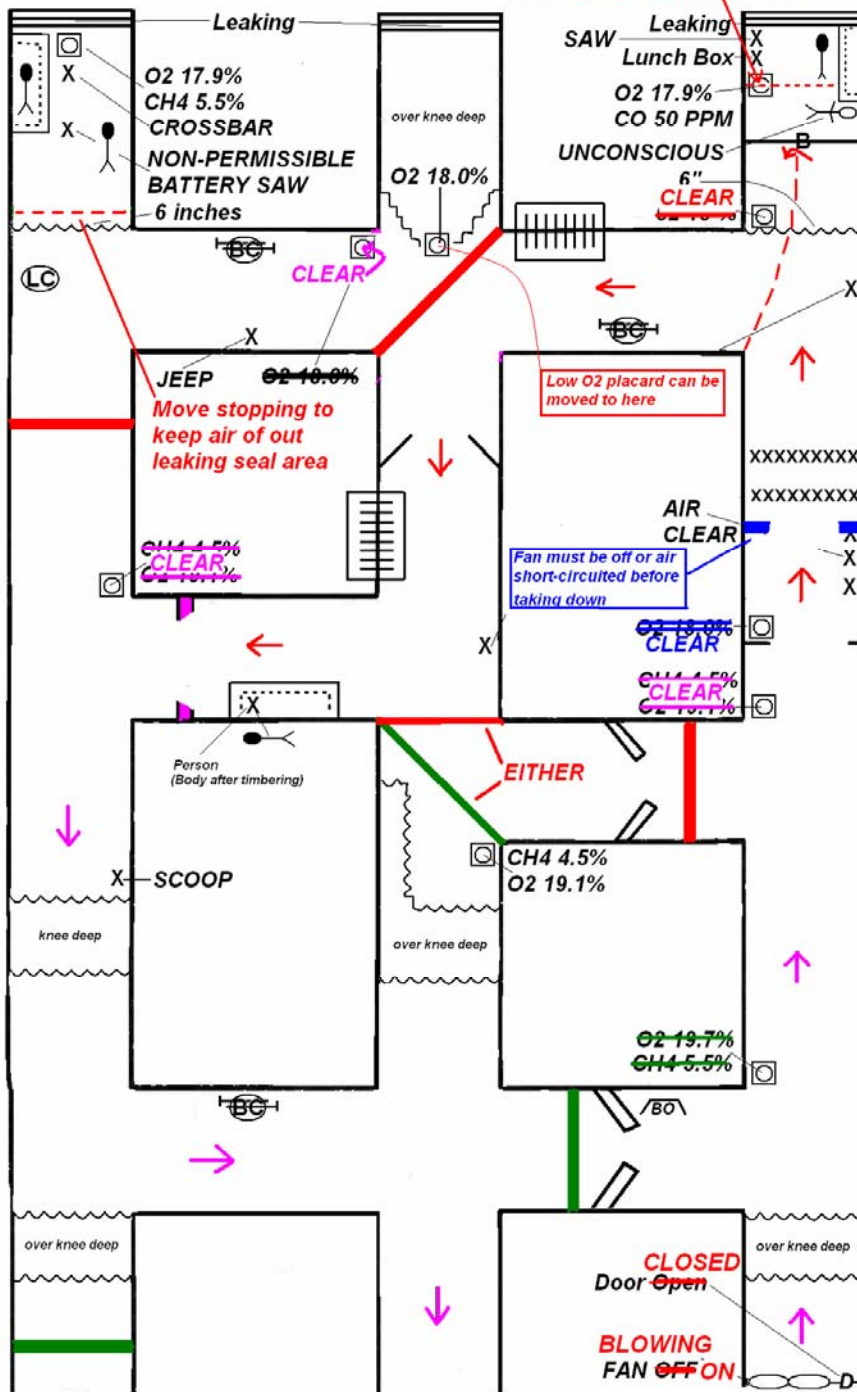 Leaking
Leaking
SAW
X
Lunch Box
X
O2 17.9%
CH4 5.5%
CROSSBAR
X
X
NON-PERMISSIBLE
BATTERY SAW
6 inches
over knee deep
O2 18.0%
O2 17.9%
CO 50 PPM
UNCONSCIOUS
B
6"
CLEAR
BC
CLEAR
LC
BC
X
X
JEEP
Move stopping to
keep air of out
leaking seal area
Low O2 placard can be
moved to here
XXXXXXXXX
XXXXXXXXX
AIR
CLEAR
X
X
X
CH4 4.5%
CLEAR
Fan must be off or air
short-circuited before
taking down
X
O2 18.0%
CLEAR
CH4 4.5%
CLEAR
O2 19.1%
X
Person
(Body after timbering)
EITHER
CH4 4.5%
O2 19.1%
X
SCOOP
knee deep
over knee deep
O2 19.7%
CH4 5.5%
BC
BO
over knee deep
over knee deep
CLOSED
Door Open
BLOWING
FAN OFF ON
D